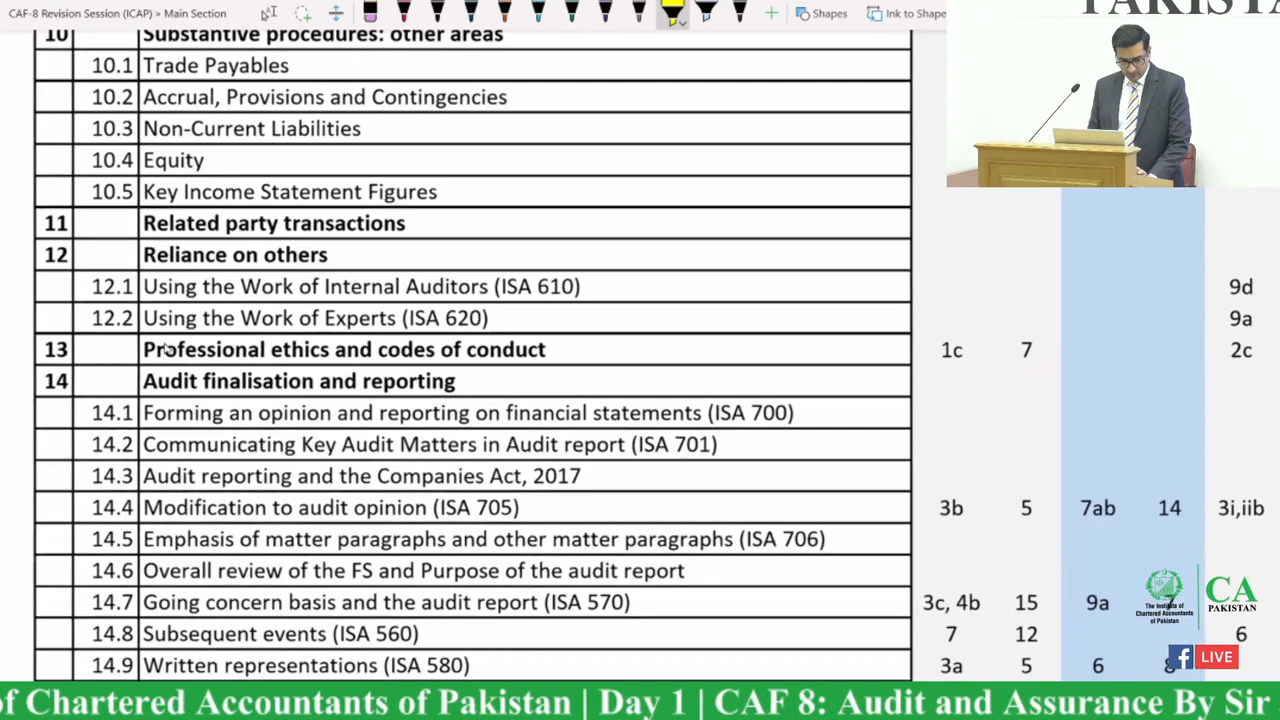 CAF-8 Revision Session (ICAP) » Main Section
Shapes
Ink to Shape
PAKISTAN
10 Substantive procedures: other areas
10.1 Trade Payables
10.2 Accrual, Provisions and Contingencies
10.3 Non-Current Liabilities
10.4 Equity
10.5 Key Income Statement Figures
11 Related party transactions
12 Reliance on others
12.1 Using the Work of Internal Auditors (ISA 610) 9d
12.2 Using the Work of Experts (ISA 620) 9a
13 Professional ethics and codes of conduct 1c 7 2c
14 Audit finalisation and reporting
14.1 Forming an opinion and reporting on financial statements (ISA 700)
14.2 Communicating Key Audit Matters in Audit report (ISA 701)
14.3 Audit reporting and the Companies Act, 2017
14.4 Modification to audit opinion (ISA 705) 3b 5 7ab 14 3i,iib
14.5 Emphasis of matter paragraphs and other matter paragraphs (ISA 706)
14.6 Overall review of the FS and Purpose of the audit report
14.7 Going concern basis and the audit report (ISA 570) 3c, 4b 15 9a 7
14.8 Subsequent events (ISA 560) 7 12 6
14.9 Written representations (ISA 580) 3a 5 6 8
The Institute of
Chartered Accountants
of Pakistan
CA
PAKISTAN
f LIVE
of Chartered Accountants of Pakistan | Day 1 | CAF 8: Audit and Assurance By Sir